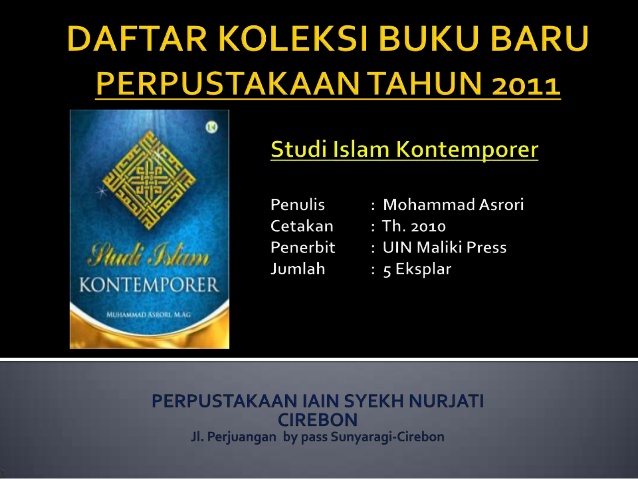 DAFTAR KOLEKSI BUKU BARU
PERPUSTAKAAN TAHUN 2011
Studi Islam
KONTEMPORER
MUHAMMAD ASRORI, M.AG
Studi Islam Kontemporer
Penulis : Mohammad Asrori
Cetakan : Th. 2010
Penerbit : UIN Maliki Press
Jumlah : 5 Eksplar
PERPUSTAKAAN IAIN SYEKH NURJATI
CIREBON
Jl. Perjuangan by pass Sunyaragi-Cirebon